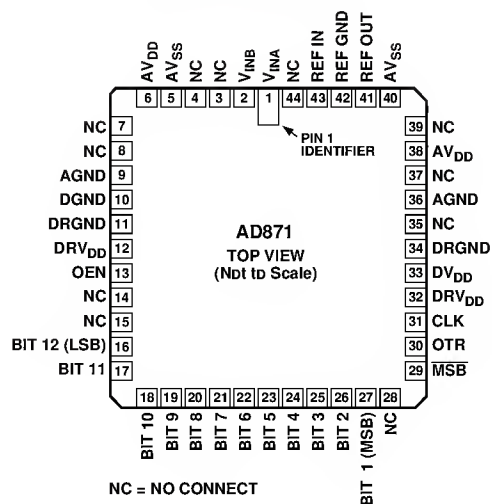 AVDD AVSS NC NC VINB VINA NC REF IN REF GND REF OUT AVSS
6 5 4 3 2 1 44 43 42 41 40
PIN 1
IDENTIFIER
NC 7
NC 8
AGND 9
DGND 10
DRGND 11
DRVDD 12
OEN 13
NC 14
NC 15
BIT 12 (LSB) 16
BIT 11 17
AD871
TOP VIEW
(Not to Scale)
39 NC
38 AVDD
37 NC
36 AGND
35 NC
34 DRGND
33 DVDD
32 DRVDD
31 CLK
30 OTR
29 M̅S̅B̅
18 19 20 21 22 23 24 25 26 27 28
BIT 10 BIT 9 BIT 8 BIT 7 BIT 6 BIT 5 BIT 4 BIT 3 BIT 2 BIT 1 (MSB) NC
NC = NO CONNECT